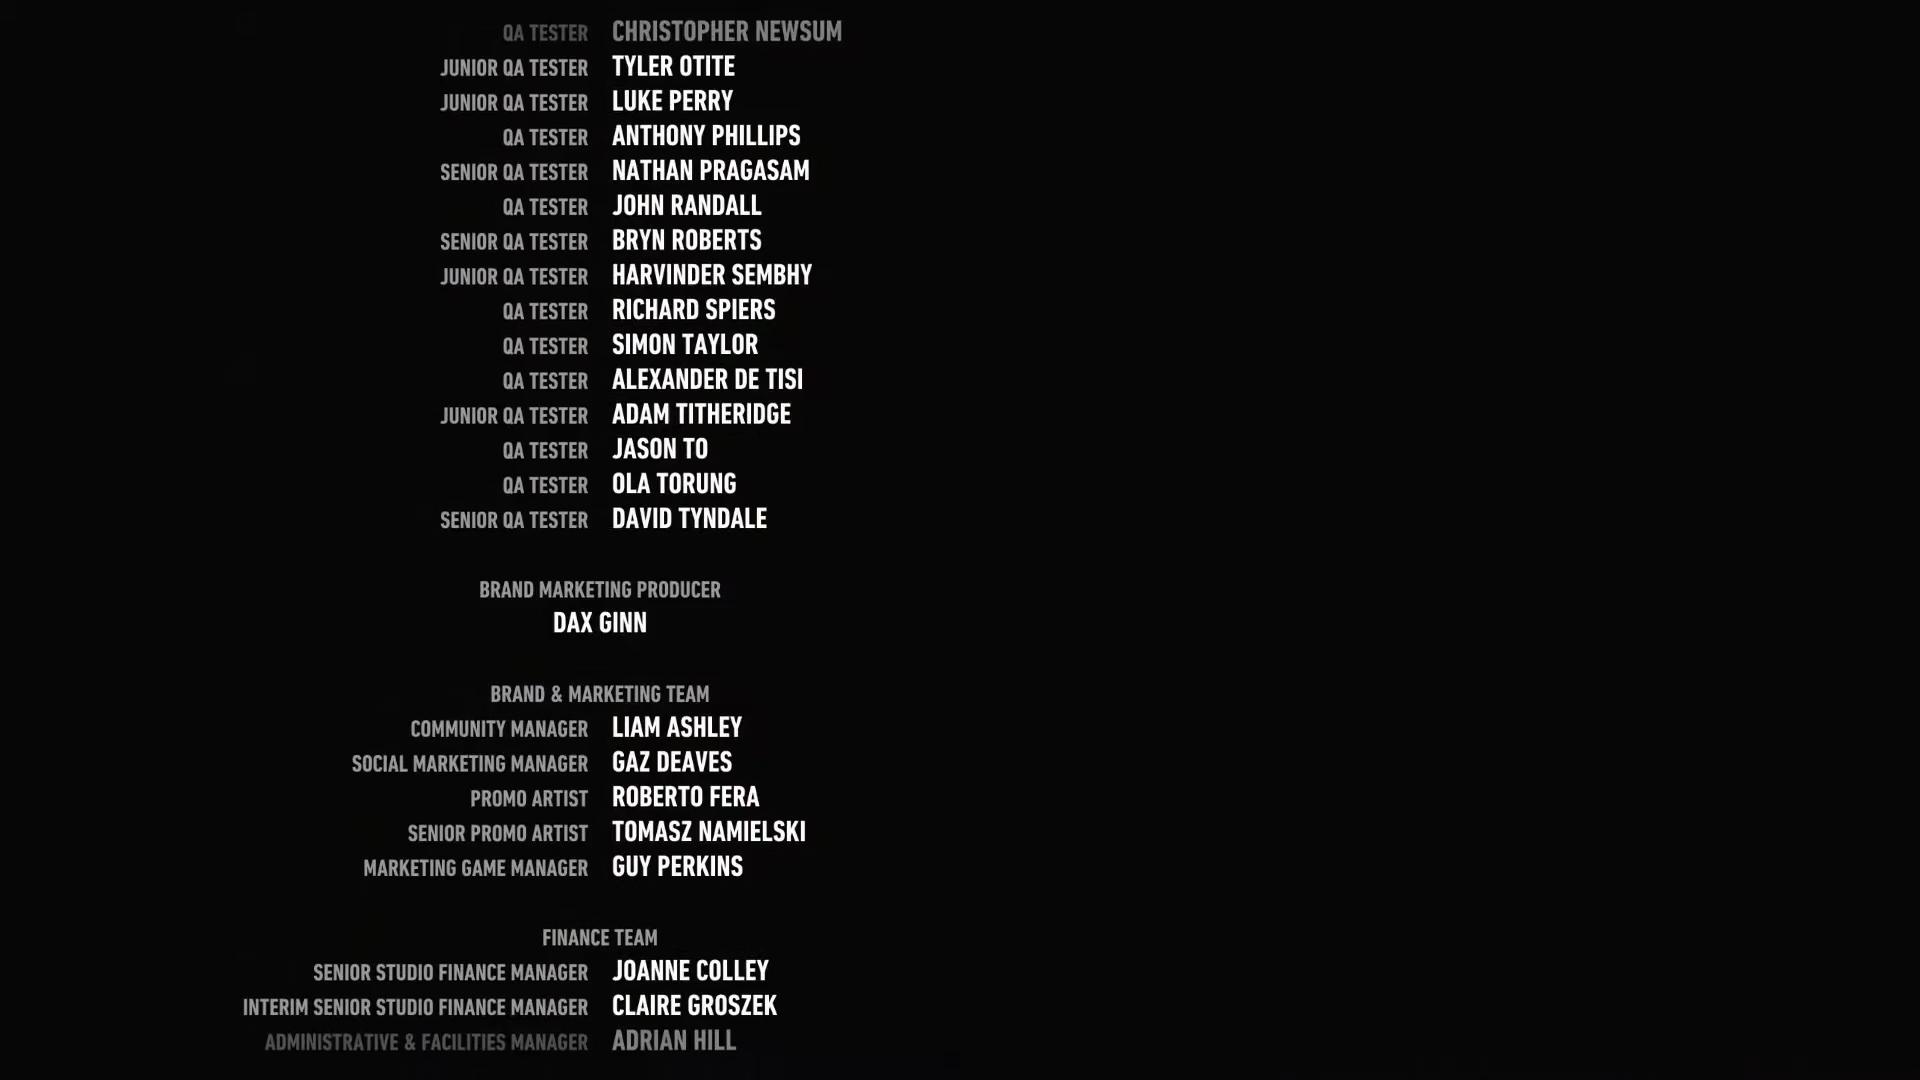 QA TESTER CHRISTOPHER NEWSUM
JUNIOR QA TESTER TYLER OTITE
JUNIOR QA TESTER LUKE PERRY
QA TESTER ANTHONY PHILLIPS
SENIOR QA TESTER NATHAN PRAGASAM
QA TESTER JOHN RANDALL
SENIOR QA TESTER BRYN ROBERTS
JUNIOR QA TESTER HARVINDER SEMBHY
QA TESTER RICHARD SPIERS
QA TESTER SIMON TAYLOR
QA TESTER ALEXANDER DE TISI
JUNIOR QA TESTER ADAM TITHERIDGE
QA TESTER JASON TO
QA TESTER OLA TORUNG
SENIOR QA TESTER DAVID TYNDALE
BRAND MARKETING PRODUCER
DAX GINN
BRAND & MARKETING TEAM
COMMUNITY MANAGER LIAM ASHLEY
SOCIAL MARKETING MANAGER GAZ DEAVES
PROMO ARTIST ROBERTO FERA
SENIOR PROMO ARTIST TOMASZ NAMIELSKI
MARKETING GAME MANAGER GUY PERKINS
FINANCE TEAM
SENIOR STUDIO FINANCE MANAGER JOANNE COLLEY
INTERIM SENIOR STUDIO FINANCE MANAGER CLAIRE GROSZEK
ADMINISTRATIVE & FACILITIES MANAGER ADRIAN HILL